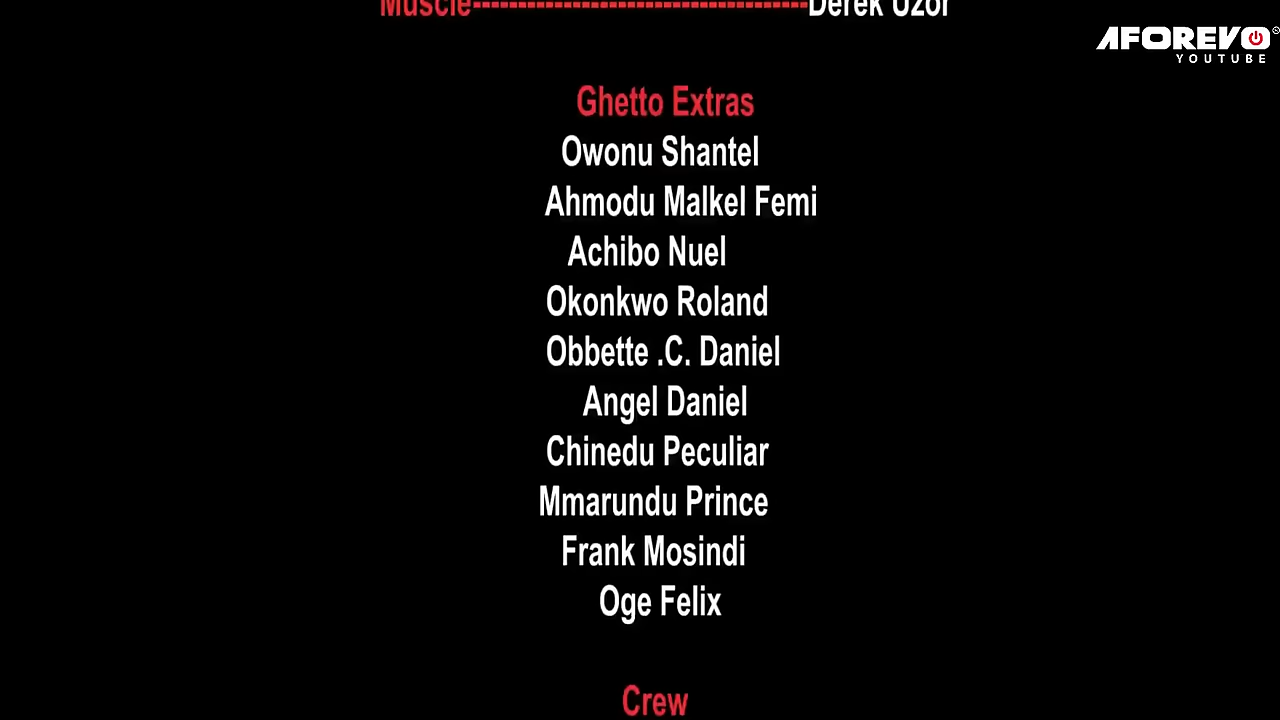 Muscle-------------------------------------Derek Uzor
AFOREVO
YOUTUBE
Ghetto Extras
Owonu Shantel
Ahmodu Malkel Femi
Achibo Nuel
Okonkwo Roland
Obbette .C. Daniel
Angel Daniel
Chinedu Peculiar
Mmarundu Prince
Frank Mosindi
Oge Felix
Crew